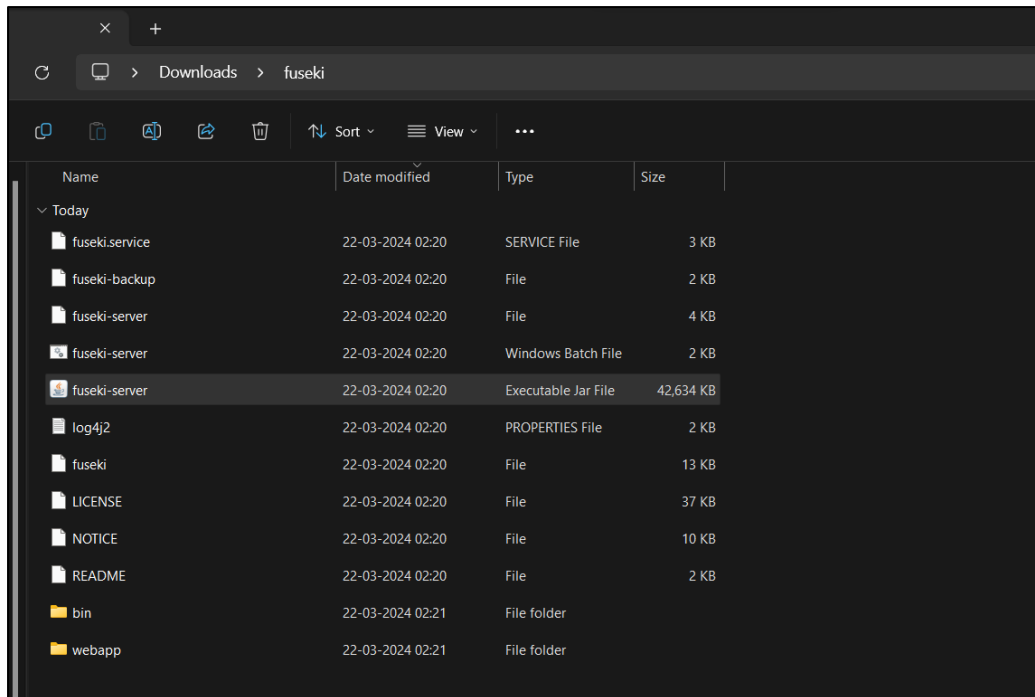 Downloads > fuseki
Sort View
Name Date modified Type Size
Today
fuseki.service 22-03-2024 02:20 SERVICE File 3 KB
fuseki-backup 22-03-2024 02:20 File 2 KB
fuseki-server 22-03-2024 02:20 File 4 KB
fuseki-server 22-03-2024 02:20 Windows Batch File 2 KB
fuseki-server 22-03-2024 02:20 Executable Jar File 42,634 KB
log4j2 22-03-2024 02:20 PROPERTIES File 2 KB
fuseki 22-03-2024 02:20 File 13 KB
LICENSE 22-03-2024 02:20 File 37 KB
NOTICE 22-03-2024 02:20 File 10 KB
README 22-03-2024 02:20 File 2 KB
bin 22-03-2024 02:21 File folder
webapp 22-03-2024 02:21 File folder